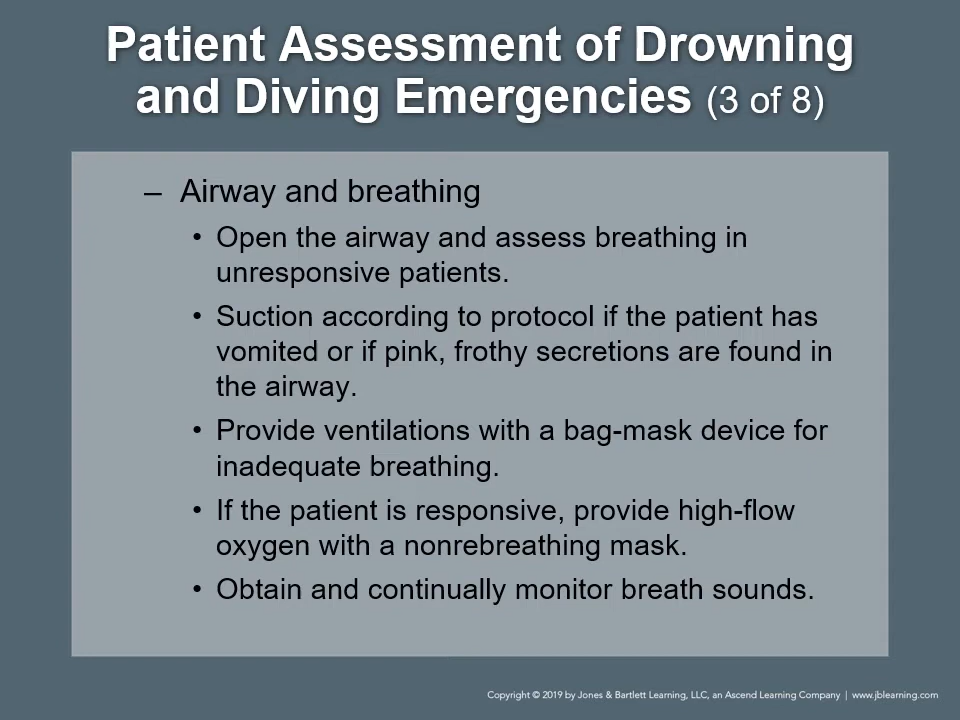 Patient Assessment of Drowning
and Diving Emergencies (3 of 8)
– Airway and breathing
• Open the airway and assess breathing in
unresponsive patients.
• Suction according to protocol if the patient has
vomited or if pink, frothy secretions are found in
the airway.
• Provide ventilations with a bag-mask device for
inadequate breathing.
• If the patient is responsive, provide high-flow
oxygen with a nonrebreathing mask.
• Obtain and continually monitor breath sounds.
Copyright © 2019 by Jones & Bartlett Learning, LLC, an Ascend Learning Company | www.jblearning.com